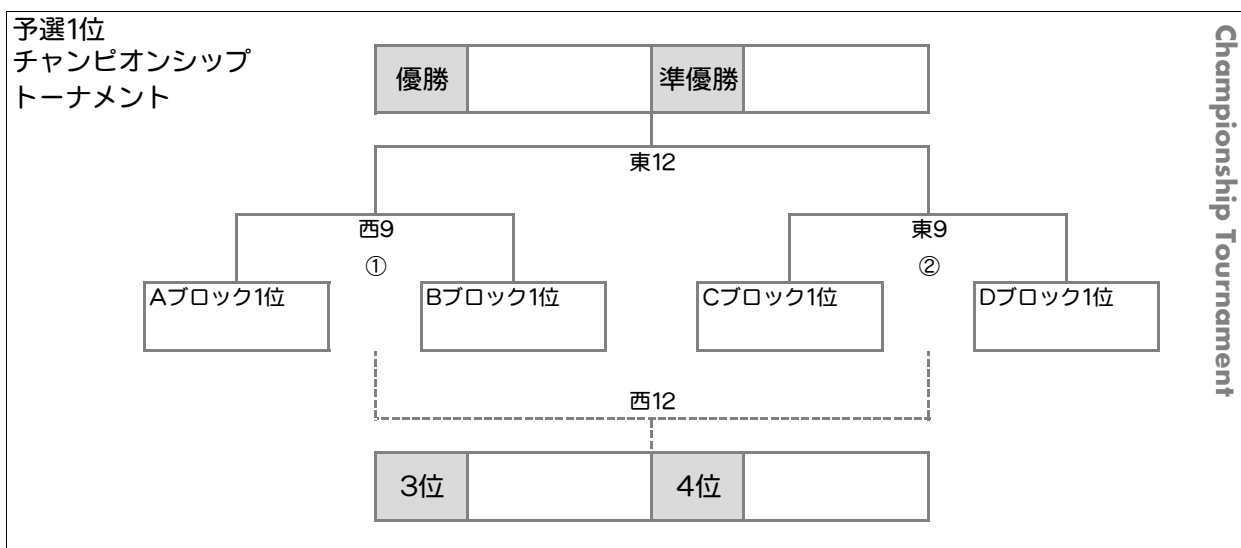 予選1位
チャンピオンシップ
トーナメント
優勝
準優勝
東12
西9
東9
①
②
Aブロック1位
Bブロック1位
Cブロック1位
Dブロック1位
西12
3位
4位
Championship Tournament